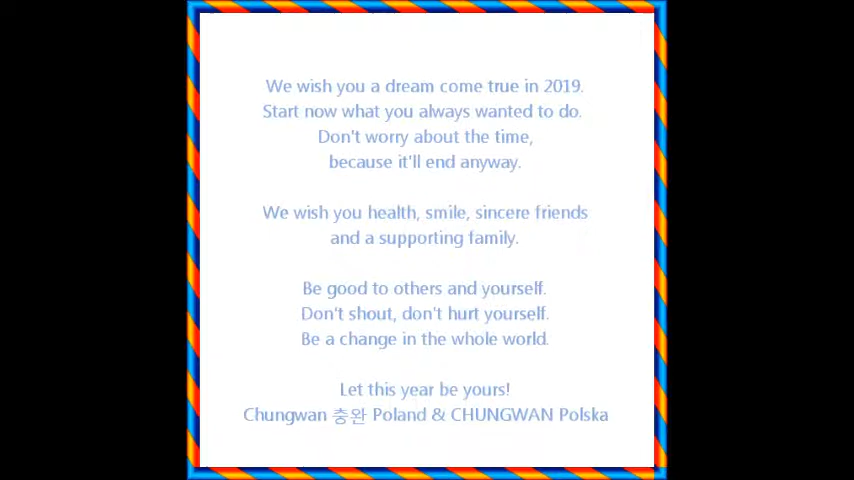 We wish you a dream come true in 2019.
Start now what you always wanted to do.
Don't worry about the time,
because it'll end anyway.
We wish you health, smile, sincere friends
and a supporting family.
Be good to others and yourself.
Don't shout, don't hurt yourself.
Be a change in the whole world.
Let this year be yours!
Chungwan 충완 Poland & CHUNGWAN Polska